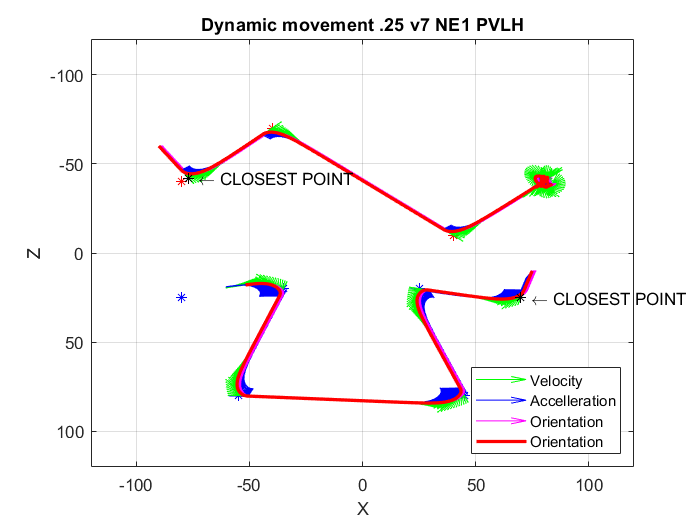 Dynamic movement .25 v7 NE1 PVLH
-100
-50
← CLOSEST POINT
0
Z
← CLOSEST POINT
50
100
Velocity
Accelleration
Orientation
Orientation
-100
-50
0
50
100
X